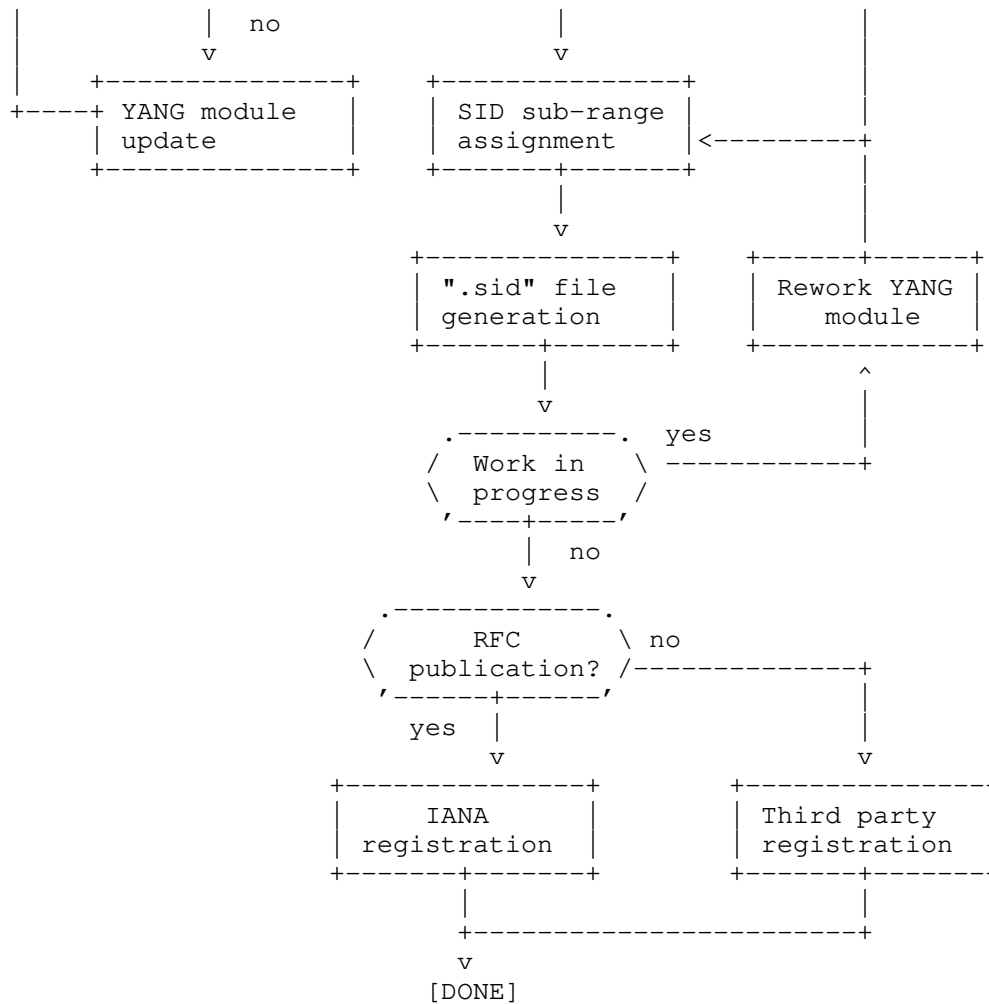 no
YANG module SID sub-range
update assignment
".sid" file Rework YANG
generation module
yes
Work in
progress
no
RFC no
publication?
yes
IANA Third party
registration registration
[DONE]